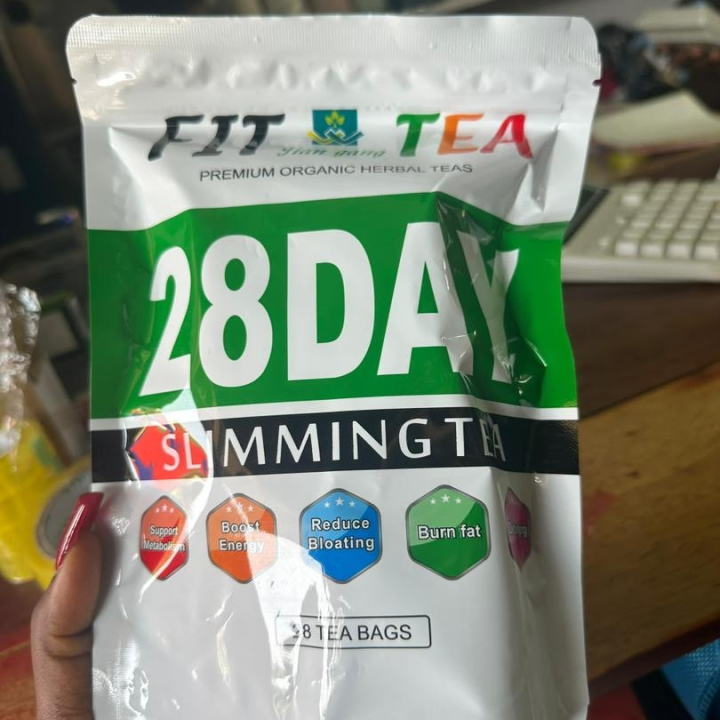 FIT TEA
PREMIUM ORGANIC HERBAL TEAS
28DAY
SLIMMING TEA
Support Boost Reduce Burn fat
Metabolism Energy Bloating
TEA BAGS